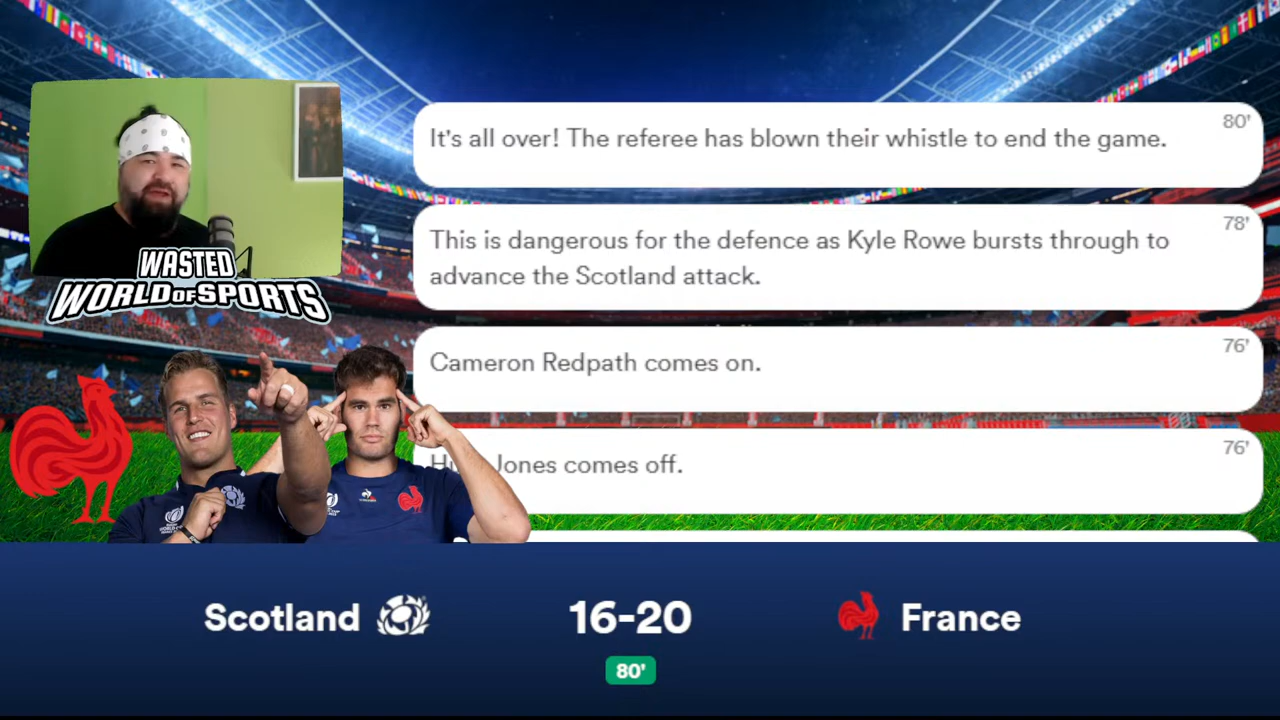 80'
It's all over! The referee has blown their whistle to end the game.
78'
This is dangerous for the defence as Kyle Rowe bursts through to
advance the Scotland attack.
76'
Cameron Redpath comes on.
76'
Jones comes off.
WASTED
WORLD OF SPORTS
Scotland 16-20 France
80'